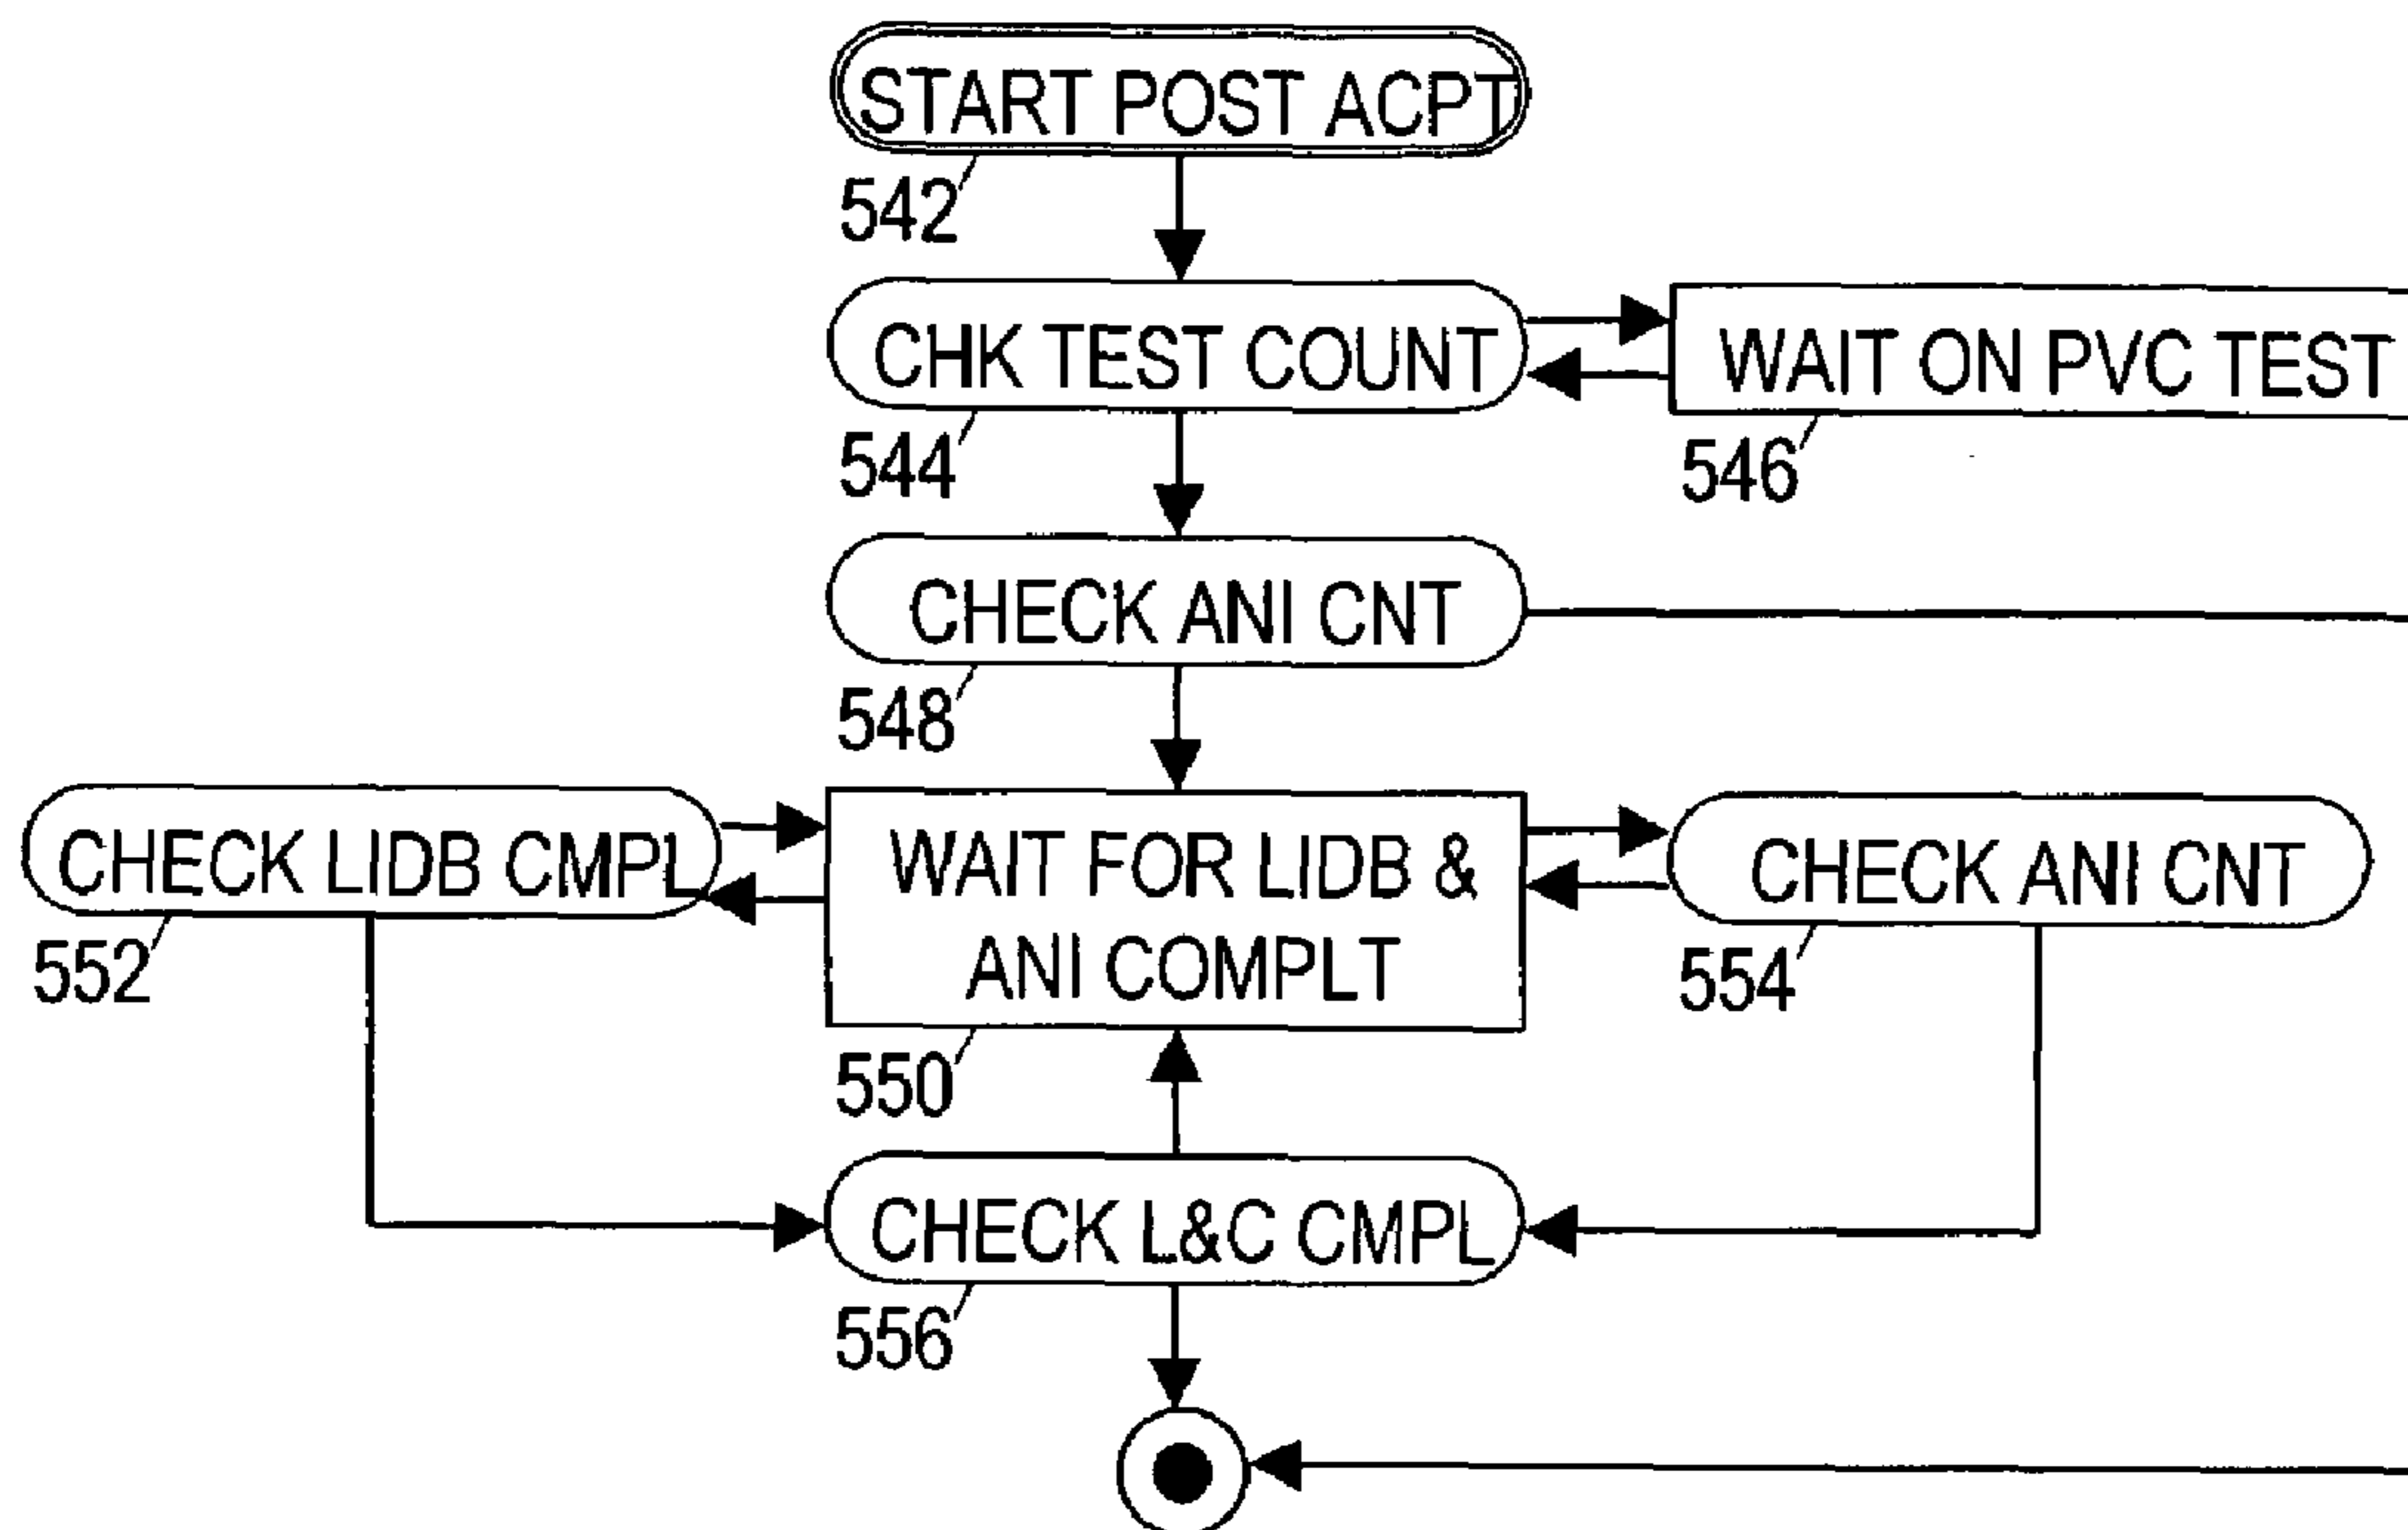 START POST ACPT
542
CHK TEST COUNT
WAIT ON PVC TEST
544
546
CHECK ANI CNT
548
CHECK LIDB CMPL
WAIT FOR LIDB &
ANI COMPLT
CHECK ANI CNT
552
554
550
CHECK L&C CMPL
556